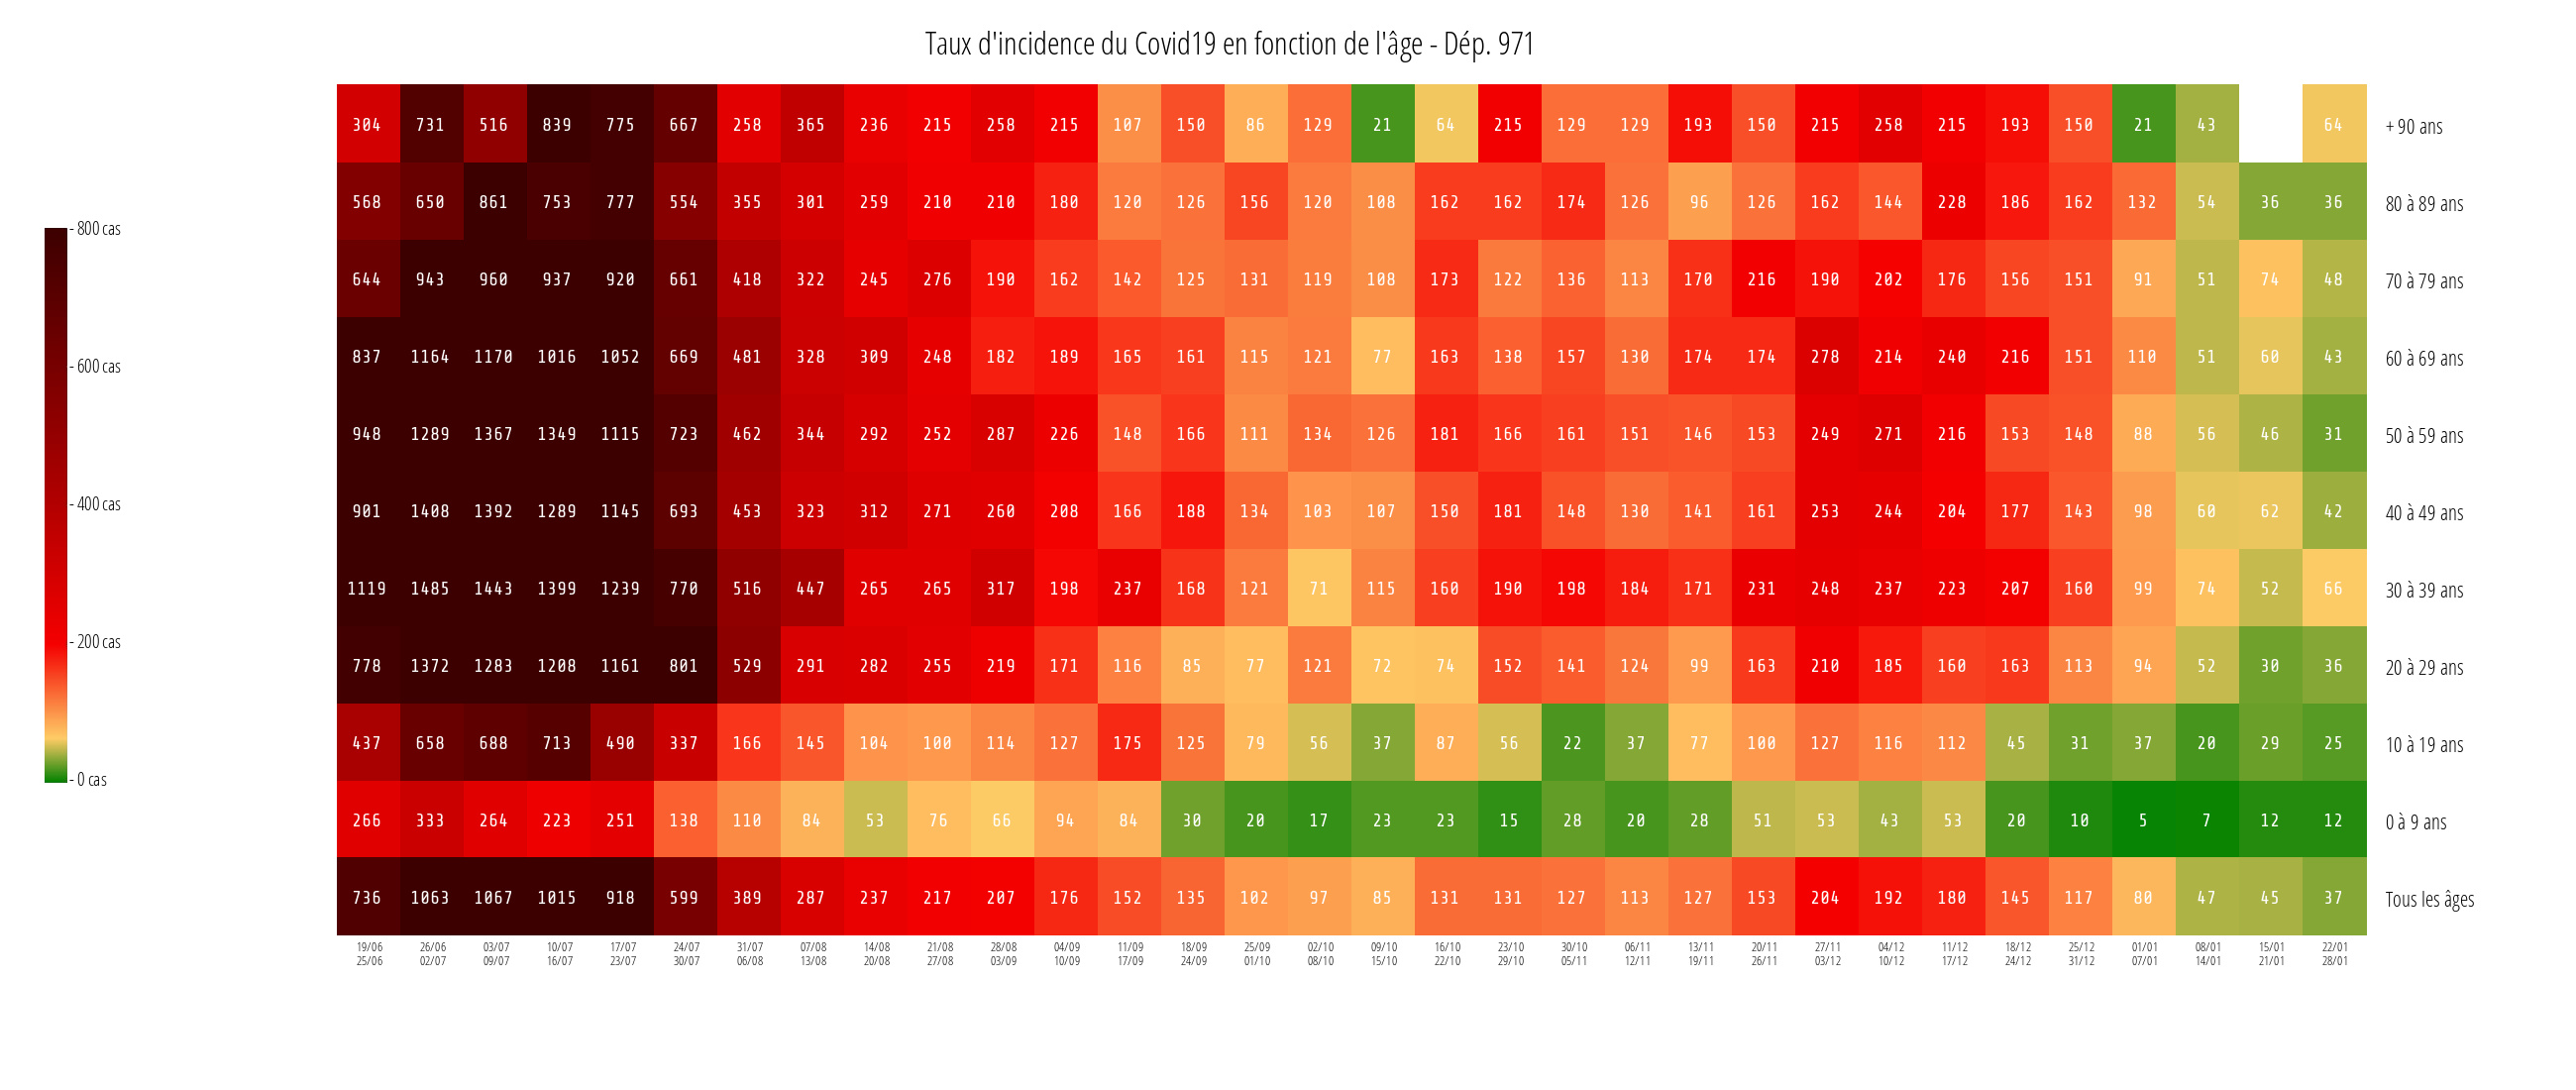 Taux d'incidence du Covid19 en fonction de l'âge - Dép. 971
- 800 cas
- 600 cas
- 400 cas
- 200 cas
- 0 cas
304 731 516 839 775 667 258 365 236 215 258 215 107 150 86 129 21 64 215 129 129 193 150 215 258 215 193 150 21 43 64 + 90 ans
568 650 861 753 777 554 355 301 259 210 210 180 120 126 156 120 108 162 162 174 126 96 126 162 144 228 186 162 132 54 36 36 80 à 89 ans
644 943 960 937 920 661 418 322 245 276 190 162 142 125 131 119 108 173 122 136 113 170 216 190 202 176 156 151 91 51 74 48 70 à 79 ans
837 1164 1170 1016 1052 669 481 328 309 248 182 189 165 161 115 121 77 163 138 157 130 174 174 278 214 240 216 151 110 51 60 43 60 à 69 ans
948 1289 1367 1349 1115 723 462 344 292 252 287 226 148 166 111 134 126 181 166 161 151 146 153 249 271 216 153 148 88 56 46 31 50 à 59 ans
901 1408 1392 1289 1145 693 453 323 312 271 260 208 166 188 134 103 107 150 181 148 130 141 161 253 244 204 177 143 98 60 62 42 40 à 49 ans
1119 1485 1443 1399 1239 770 516 447 265 265 317 198 237 168 121 71 115 160 190 198 184 171 231 248 237 223 207 160 99 74 52 66 30 à 39 ans
778 1372 1283 1208 1161 801 529 291 282 255 219 171 116 85 77 121 72 74 152 141 124 99 163 210 185 160 163 113 94 52 30 36 20 à 29 ans
437 658 688 713 490 337 166 145 104 100 114 127 175 125 79 56 37 87 56 22 37 77 100 127 116 112 45 31 37 20 29 25 10 à 19 ans
266 333 264 223 251 138 110 84 53 76 66 94 84 30 20 17 23 23 15 28 20 28 51 53 43 53 20 10 5 7 12 12 0 à 9 ans
736 1063 1067 1015 918 599 389 287 237 217 207 176 152 135 102 97 85 131 131 127 113 127 153 204 192 180 145 117 80 47 45 37 Tous les âges
19/06 26/06 03/07 10/07 17/07 24/07 31/07 07/08 14/08 21/08 28/08 04/09 11/09 18/09 25/09 02/10 09/10 16/10 23/10 30/10 06/11 13/11 20/11 27/11 04/12 11/12 18/12 25/12 01/01 08/01 15/01 22/01
25/06 02/07 09/07 16/07 23/07 30/07 06/08 13/08 20/08 27/08 03/09 10/09 17/09 24/09 01/10 08/10 15/10 22/10 29/10 05/11 12/11 19/11 26/11 03/12 10/12 17/12 24/12 31/12 07/01 14/01 21/01 28/01